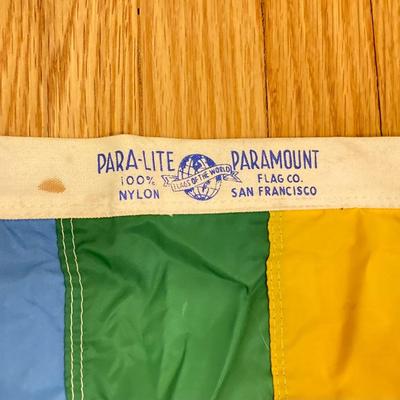 PARA-LITE
100%
NYLON
FLAGS OF THE WORLD
PARAMOUNT
FLAG CO.
SAN FRANCISCO